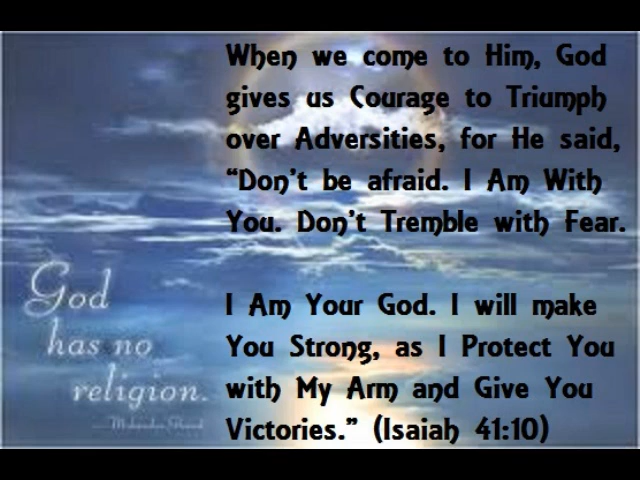 When we come to Him, God
gives us Courage to Triumph
over Adversities, for He said,
“Don't be afraid. I Am With
You. Don't Tremble with Fear.
I Am Your God. I will make
You Strong, as I Protect You
with My Arm and Give You
Victories.” (Isaiah 41:10)
God
has no
religion.